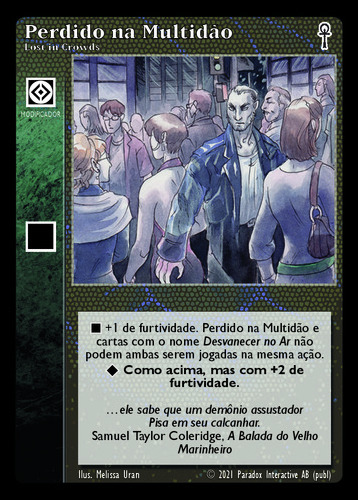 Perdido na Multidão
Lost in Crowds
MODIFICADOR
+1 de furtividade. Perdido na Multidão e
cartas com o nome Desvanecer no Ar não
podem ambas serem jogadas na mesma ação.
Como acima, mas com +2 de
furtividade.
...ele sabe que um demônio assustador
Pisa em seu calcanhar.
Samuel Taylor Coleridge, A Balada do Velho
Marinheiro
Ilus. Melissa Uran © 2021 Paradox Interactive AB (publ)